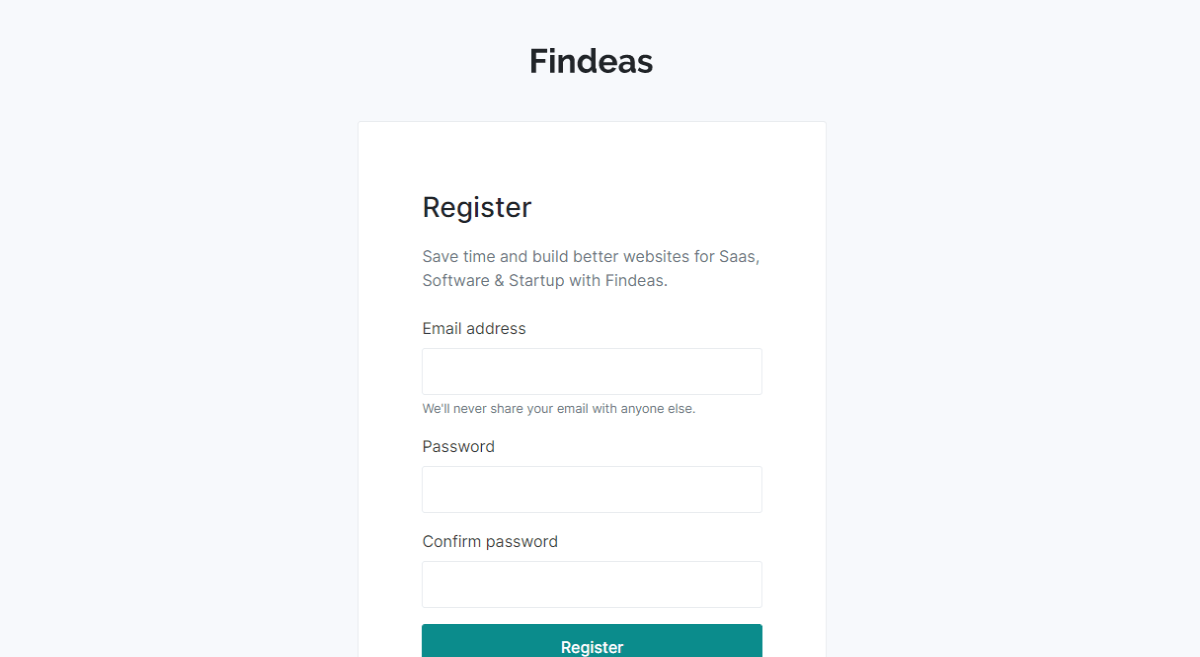 Findeas
Register
Save time and build better websites for Saas,
Software & Startup with Findeas.
Email address
We'll never share your email with anyone else.
Password
Confirm password
Register